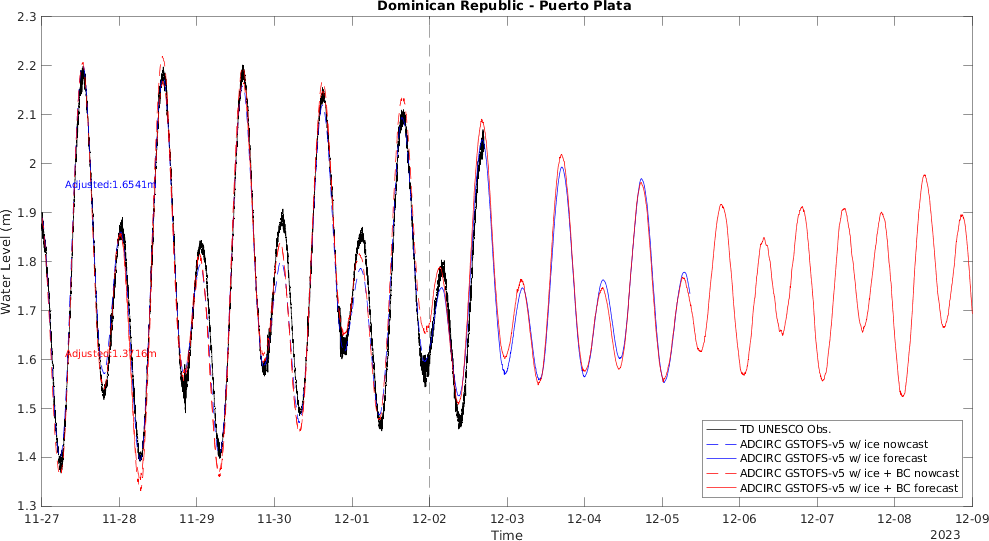 Dominican Republic - Puerto Plata
2.3
2.2
2.1
2
1.9
1.8
1.7
1.6
1.5
1.4
1.3
Water Level (m)
Adjusted:1.6541m
Adjusted:1.3716m
TD UNESCO Obs.
ADCIRC GSTOFS-v5 w/ ice nowcast
ADCIRC GSTOFS-v5 w/ ice forecast
ADCIRC GSTOFS-v5 w/ ice + BC nowcast
ADCIRC GSTOFS-v5 w/ ice + BC forecast
11-27 11-28 11-29 11-30 12-01 12-02 12-03 12-04 12-05 12-06 12-07 12-08 12-09
Time
2023